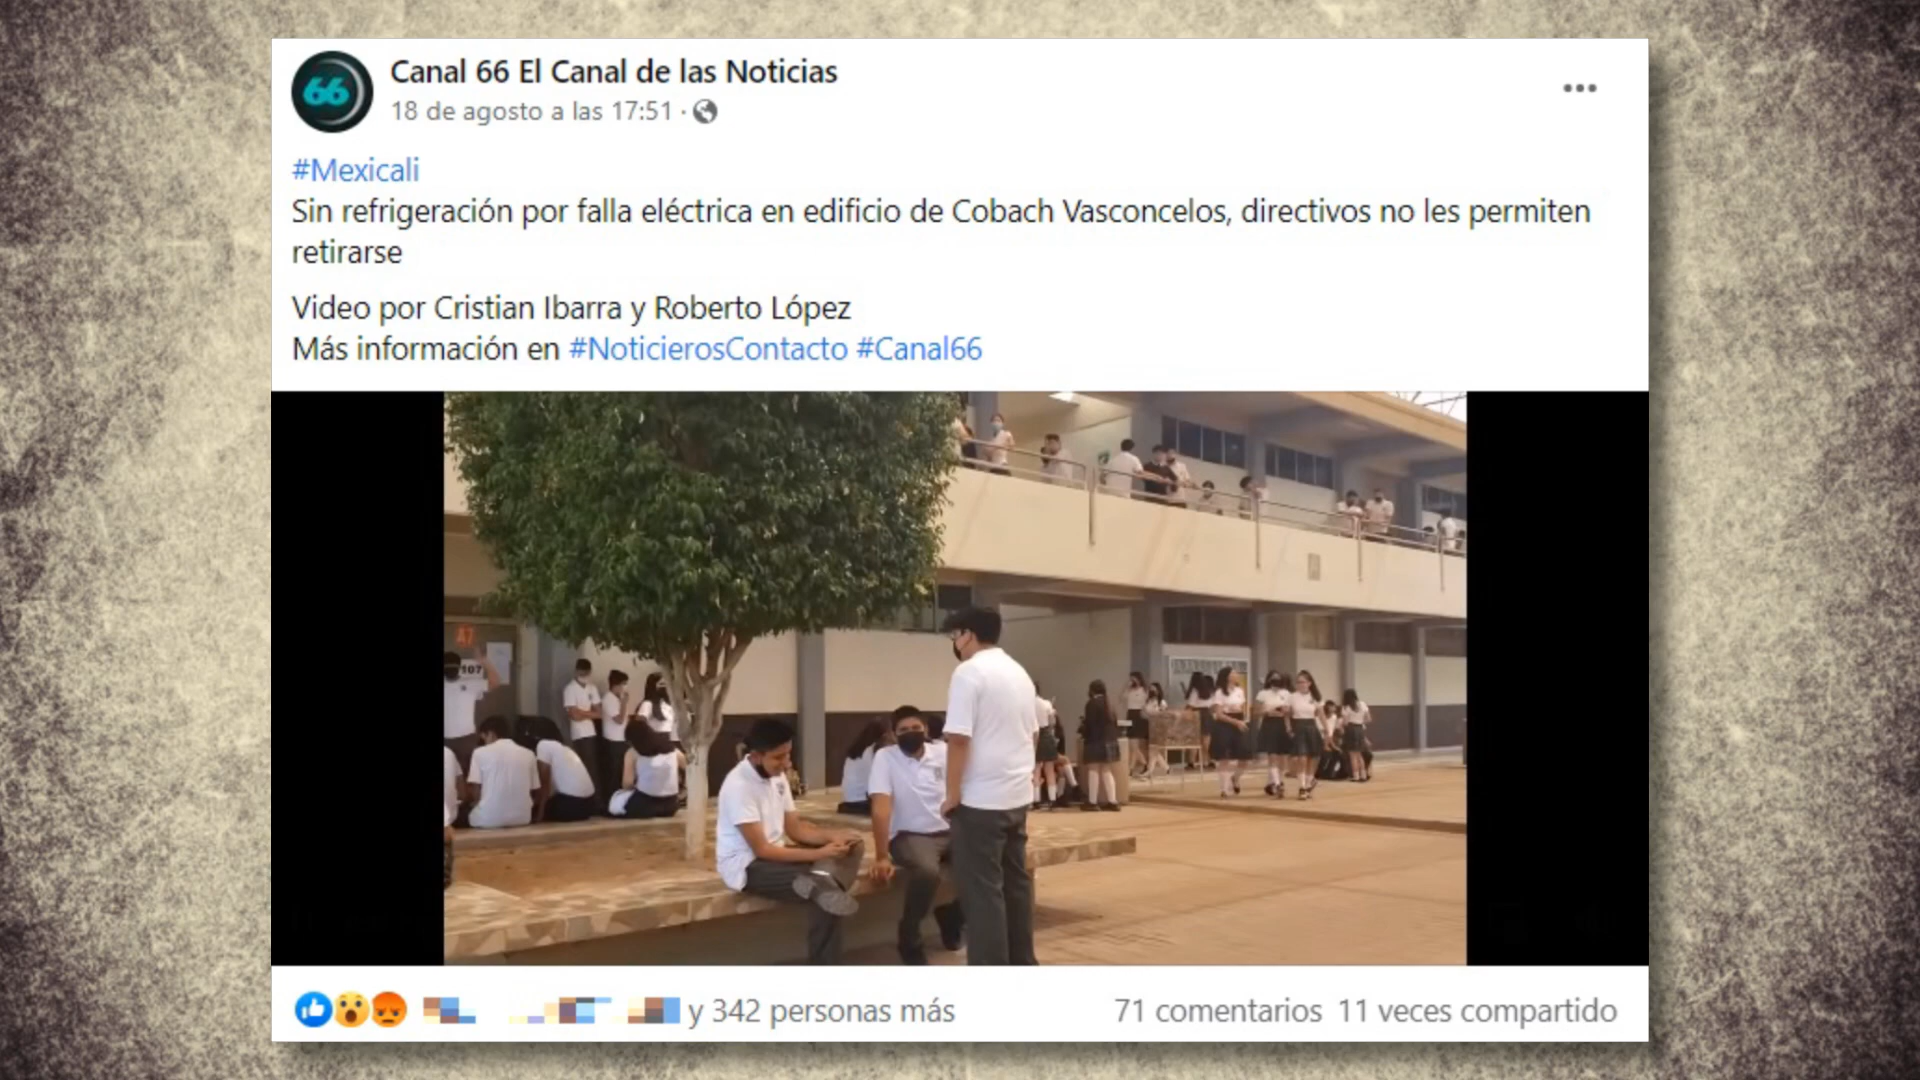 66
Canal 66 El Canal de las Noticias
18 de agosto a las 17:51 ·
#Mexicali
Sin refrigeración por falla eléctrica en edificio de Cobach Vasconcelos, directivos no les permiten
retirarse
Video por Cristian Ibarra y Roberto López
Más información en #NoticierosContacto #Canal66
A7
107
y 342 personas más
71 comentarios 11 veces compartido